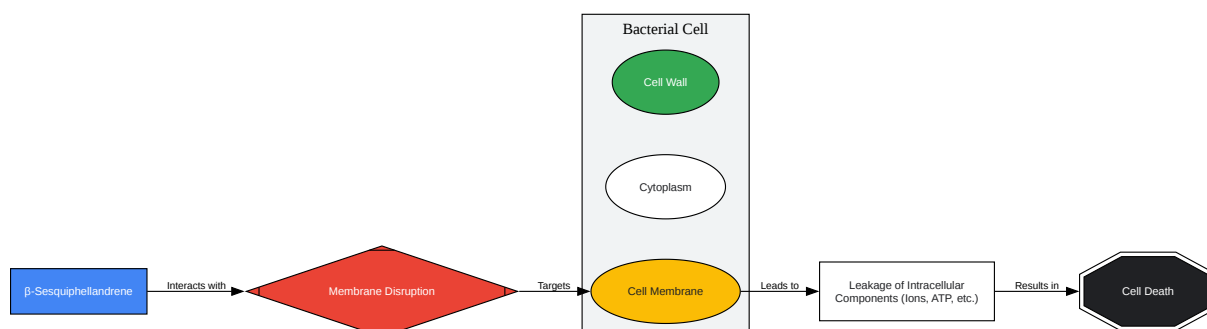 Bacterial Cell
Cell Wall
Cytoplasm
β-Sesquiphellandrene
Interacts with
Membrane Disruption
Targets
Cell Membrane
Leads to
Leakage of Intracellular
Components (Ions, ATP, etc.)
Results in
Cell Death